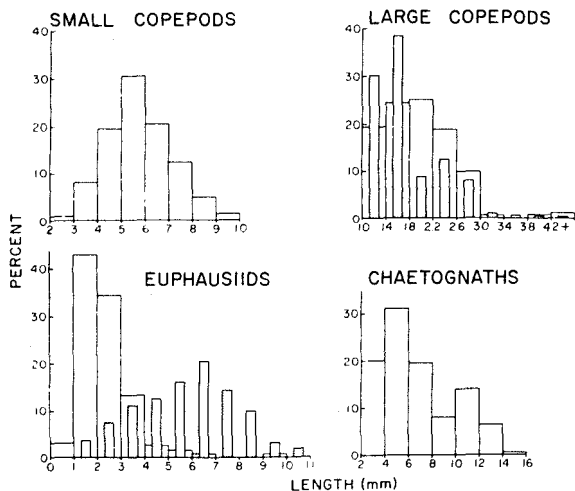 SMALL COPEPODS
LARGE COPEPODS
40
30
20
10
0
2 3 4 5 6 7 8 9 10
40
30
20
10
0
10 14 18 22 26 30 34 38 42+
PERCENT
EUPHAUSIIDS
CHAETOGNATHS
40
30
20
10
0
0 1 2 3 4 5 6 7 8 9 10 11
30
20
10
0
2 4 6 8 10 12 14 16
LENGTH (mm)